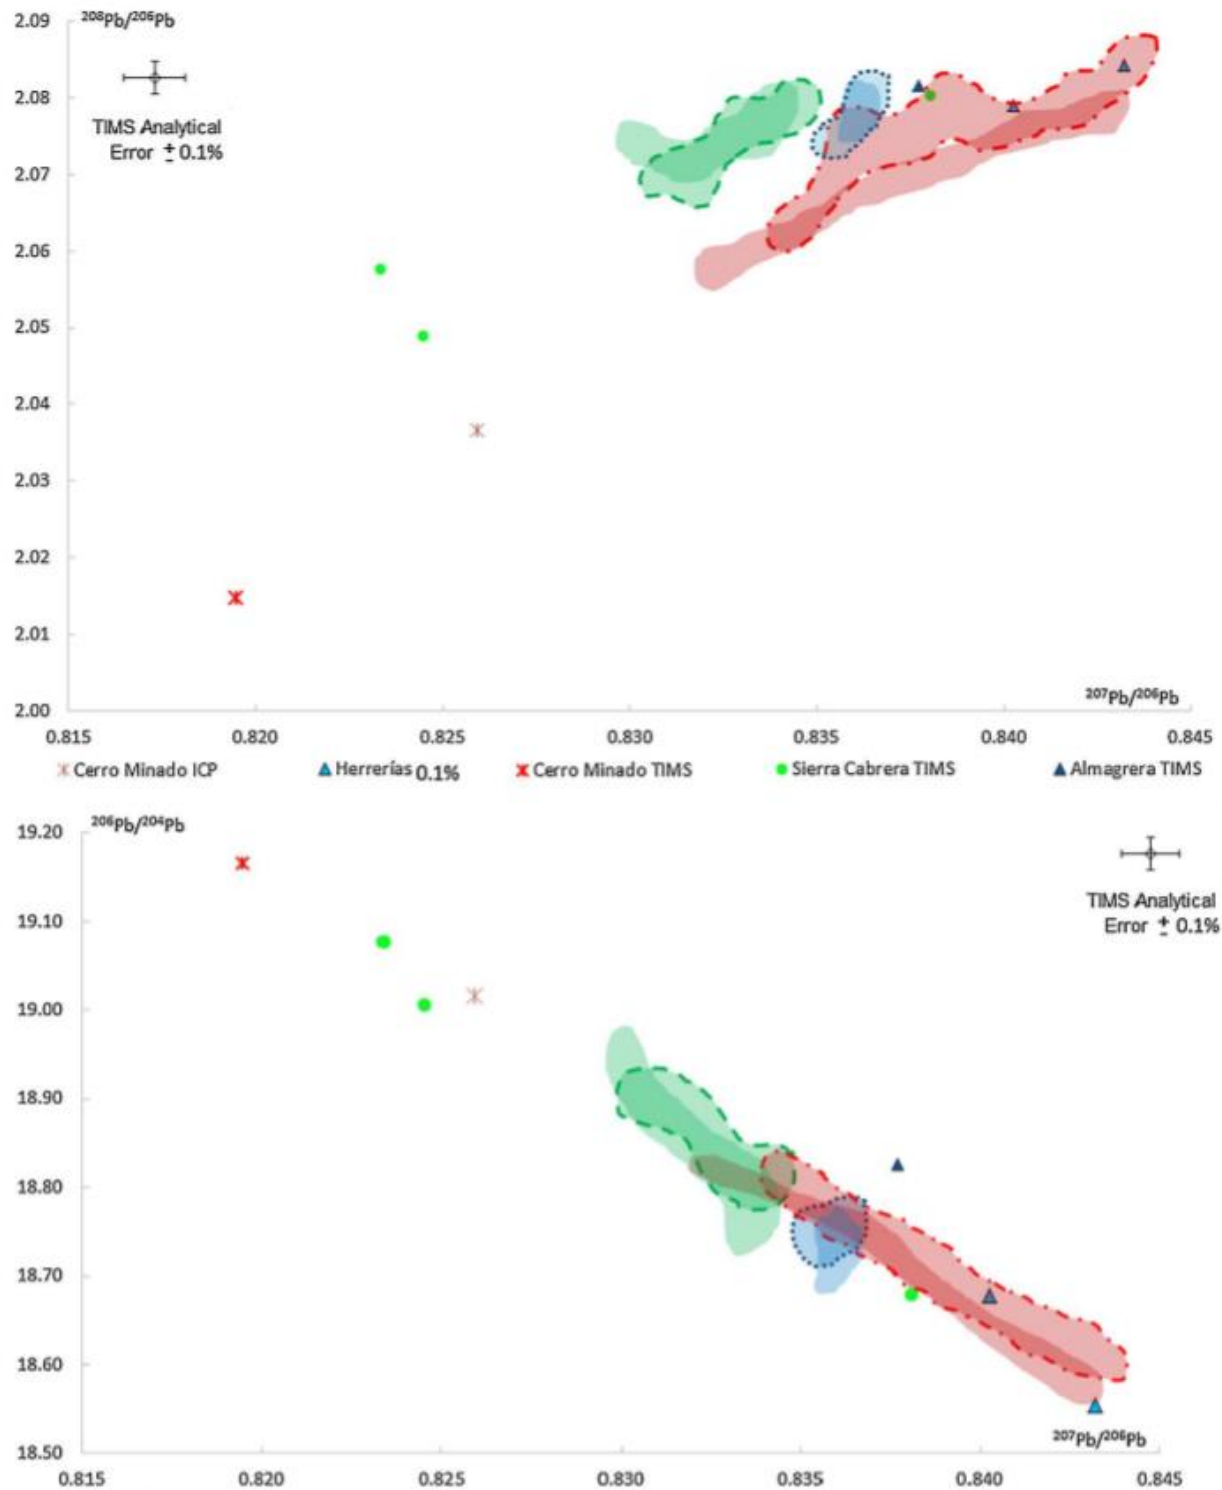 2.09
²⁰⁸Pb/²⁰⁶Pb
2.08
TIMS Analytical
Error ± 0.1%
2.07
2.06
2.05
2.04
2.03
2.02
2.01
2.00
²⁰⁷Pb/²⁰⁶Pb
0.815 0.820 0.825 0.830 0.835 0.840 0.845
Cerro Minado ICP Herrerías 0.1% Cerro Minado TIMS Sierra Cabrera TIMS Almagrera TIMS
19.20
²⁰⁶Pb/²⁰⁴Pb
TIMS Analytical
Error ± 0.1%
19.10
19.00
18.90
18.80
18.70
18.60
18.50
²⁰⁷Pb/²⁰⁶Pb
0.815 0.820 0.825 0.830 0.835 0.840 0.845